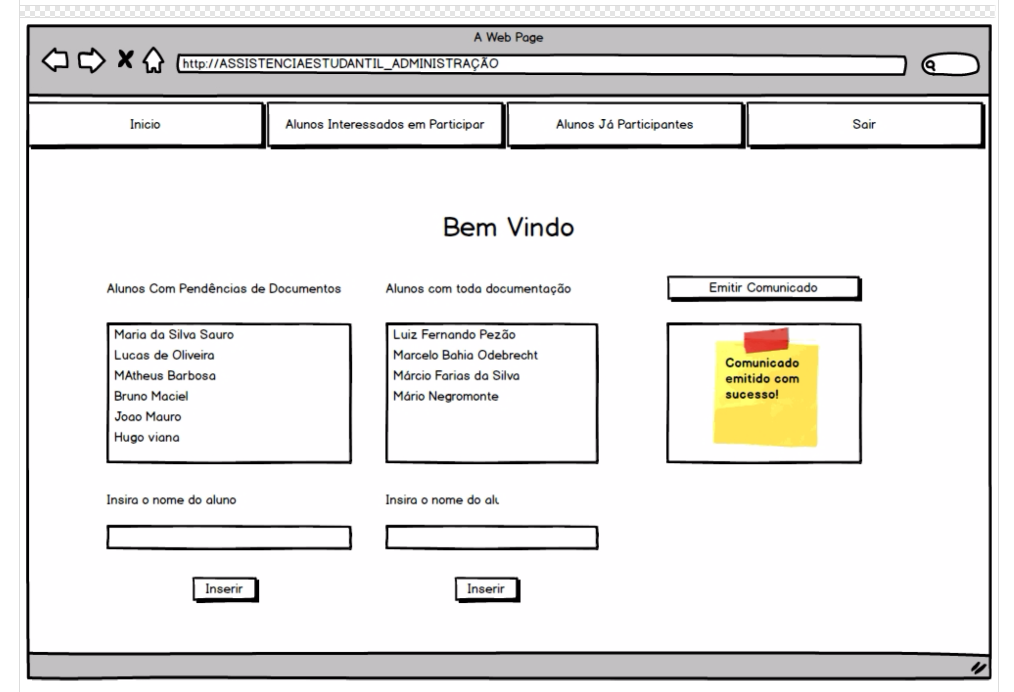 A Web Page
http://ASSISTENCIAESTUDANTIL_ADMINISTRAÇÃO
Inicio
Alunos Interessados em Participar
Alunos Já Participantes
Sair
Bem Vindo
Alunos Com Pendências de Documentos
Maria da Silva Sauro
Lucas de Oliveira
MAtheus Barbosa
Bruno Maciel
Joao Mauro
Hugo viana
Insira o nome do aluno
Inserir
Alunos com toda documentação
Luiz Fernando Pezão
Marcelo Bahia Odebrecht
Márcio Farias da Silva
Mário Negromonte
Insira o nome do alu
Inserir
Emitir Comunicado
Comunicado
emitido com
sucesso!